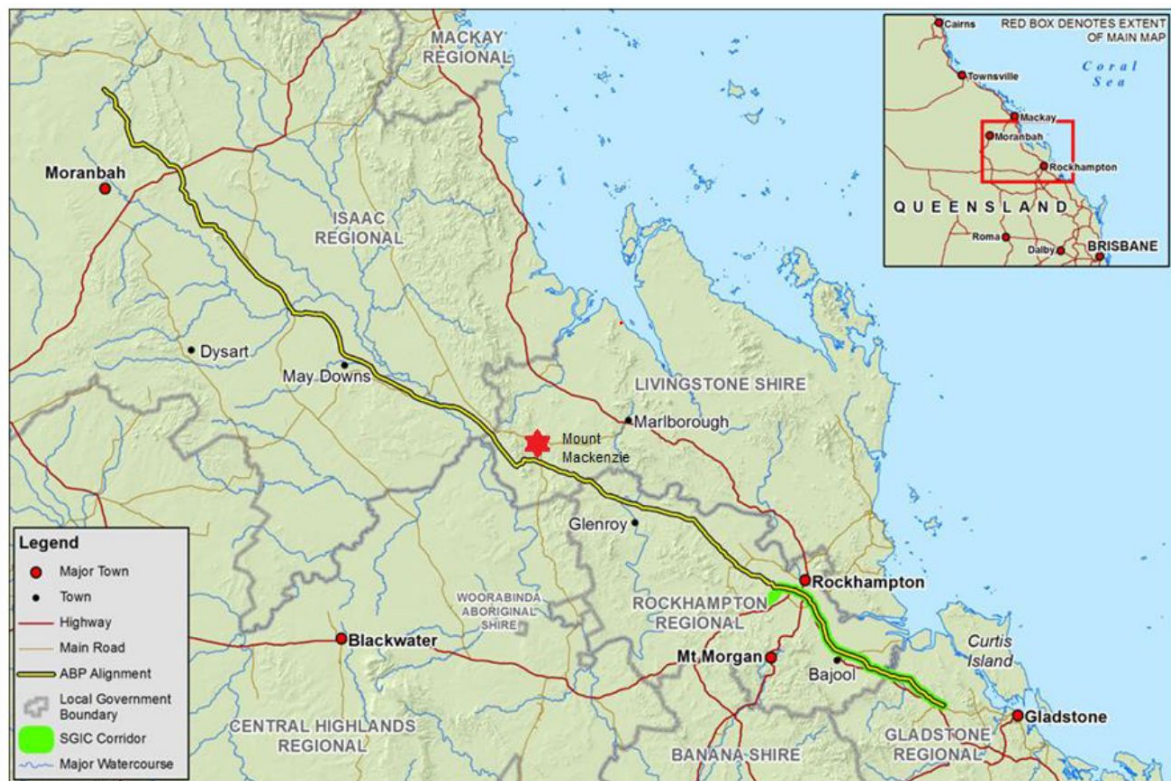 MACKAY
REGIONAL
Moranbah
ISAAC
REGIONAL
Dysart
May Downs
LIVINGSTONE SHIRE
Marlborough
Mount
Mackenzie
Glenroy
Rockhampton
WOORABINDA
ABORIGINAL
SHIRE
ROCKHAMPTON
REGIONAL
Blackwater
Mt Morgan
Bajool
Curtis
Island
Gladstone
CENTRAL HIGHLANDS
REGIONAL
BANANA SHIRE
GLADSTONE
REGIONAL
RED BOX DENOTES EXTENT
OF MAIN MAP
Cairns
Coral
Sea
Townsville
Mackay
Moranbah
Rockhampton
QUEENSLAND
Roma
Dalby
BRISBANE
Legend
Major Town
Town
Highway
Main Road
ABP Alignment
Local Government
Boundary
SGIC Corridor
Major Watercourse